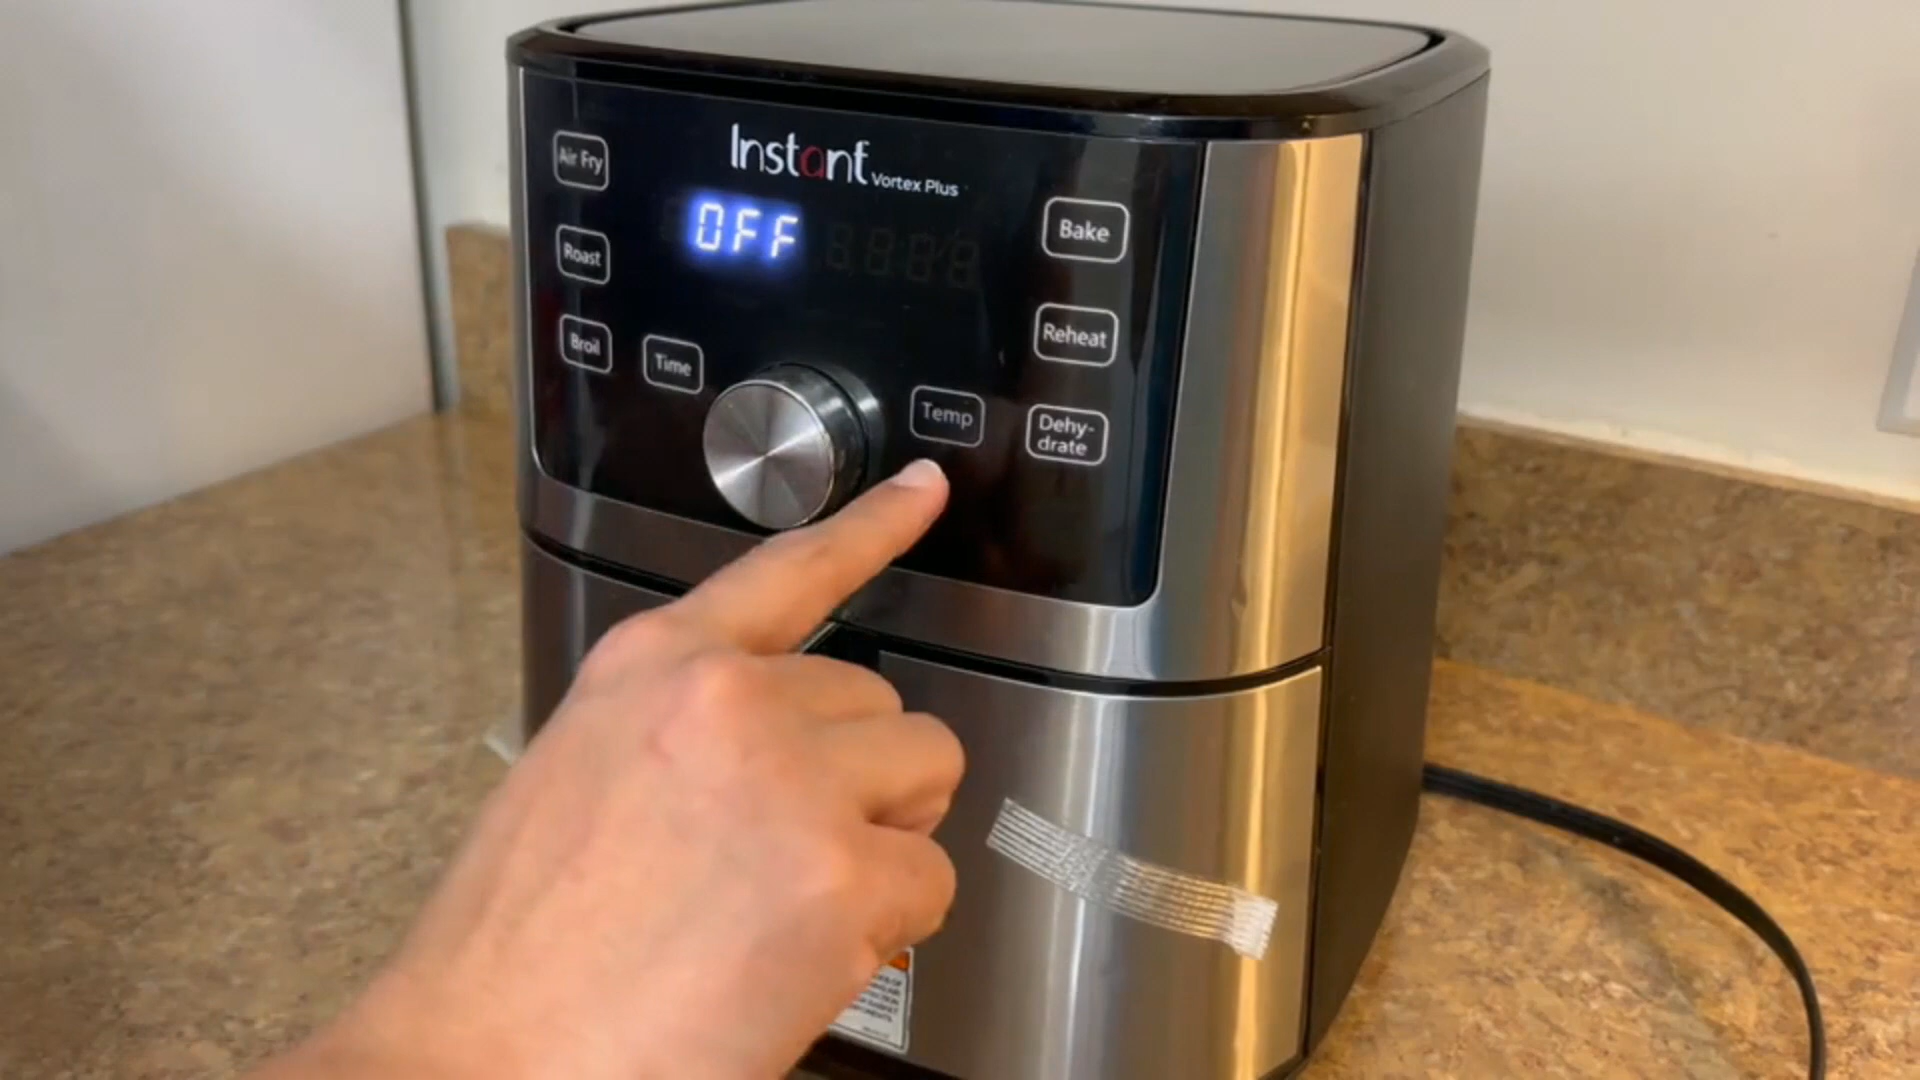 Instant Vortex Plus
Air Fry
OFF
Bake
Roast
Reheat
Broil
Time
Temp
Dehy-
drate